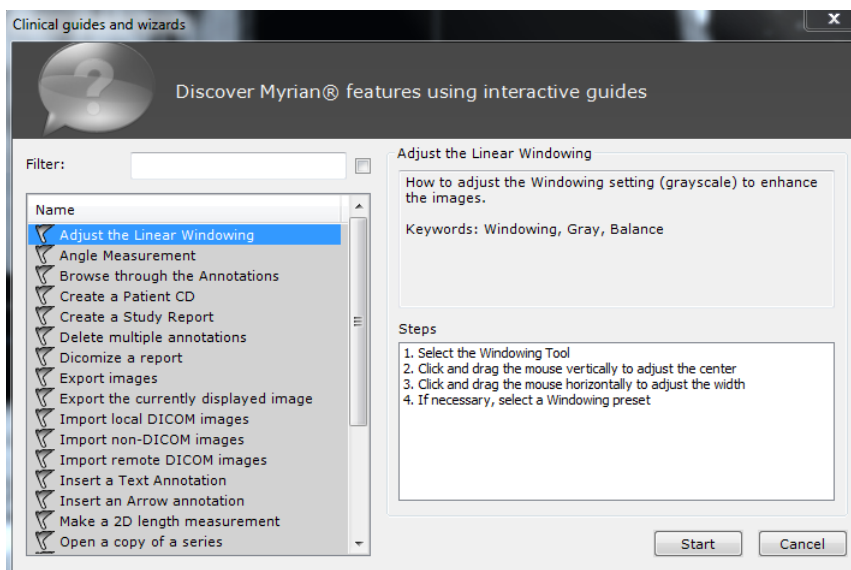 Clinical guides and wizards
x
?
Discover Myrian® features using interactive guides
Filter:
Name
Adjust the Linear Windowing
Angle Measurement
Browse through the Annotations
Create a Patient CD
Create a Study Report
Delete multiple annotations
Dicomize a report
Export images
Export the currently displayed image
Import local DICOM images
Import non-DICOM images
Import remote DICOM images
Insert a Text Annotation
Insert an Arrow annotation
Make a 2D length measurement
Open a copy of a series
Adjust the Linear Windowing
How to adjust the Windowing setting (grayscale) to enhance
the images.
Keywords: Windowing, Gray, Balance
Steps
1. Select the Windowing Tool
2. Click and drag the mouse vertically to adjust the center
3. Click and drag the mouse horizontally to adjust the width
4. If necessary, select a Windowing preset
Start
Cancel